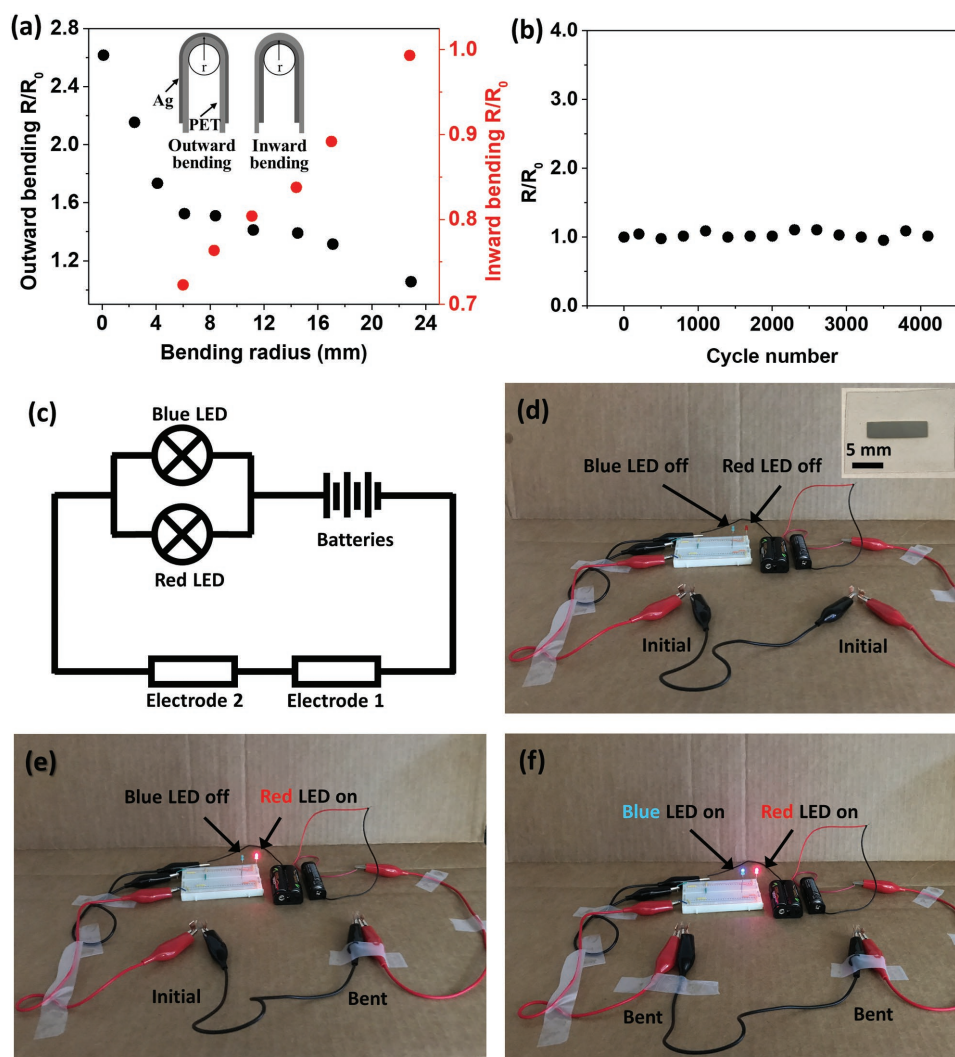 (a)
2.8
2.4
2.0
1.6
1.2
Outward bending R/R₀
0 4 8 12 16 20 24
Bending radius (mm)
1.0
0.9
0.8
0.7
Inward bending R/R₀
r
r
Ag
PET
Outward
bending
Inward
bending
(b)
4.0
3.0
2.0
1.0
0.0
R/R₀
0 1000 2000 3000 4000
Cycle number
(c)
Blue LED
Red LED
Batteries
Electrode 2
Electrode 1
(d)
5 mm
Blue LED off
Red LED off
Initial
Initial
(e)
Blue LED off
Red LED on
Initial
Bent
(f)
Blue LED on
Red LED on
Bent
Bent